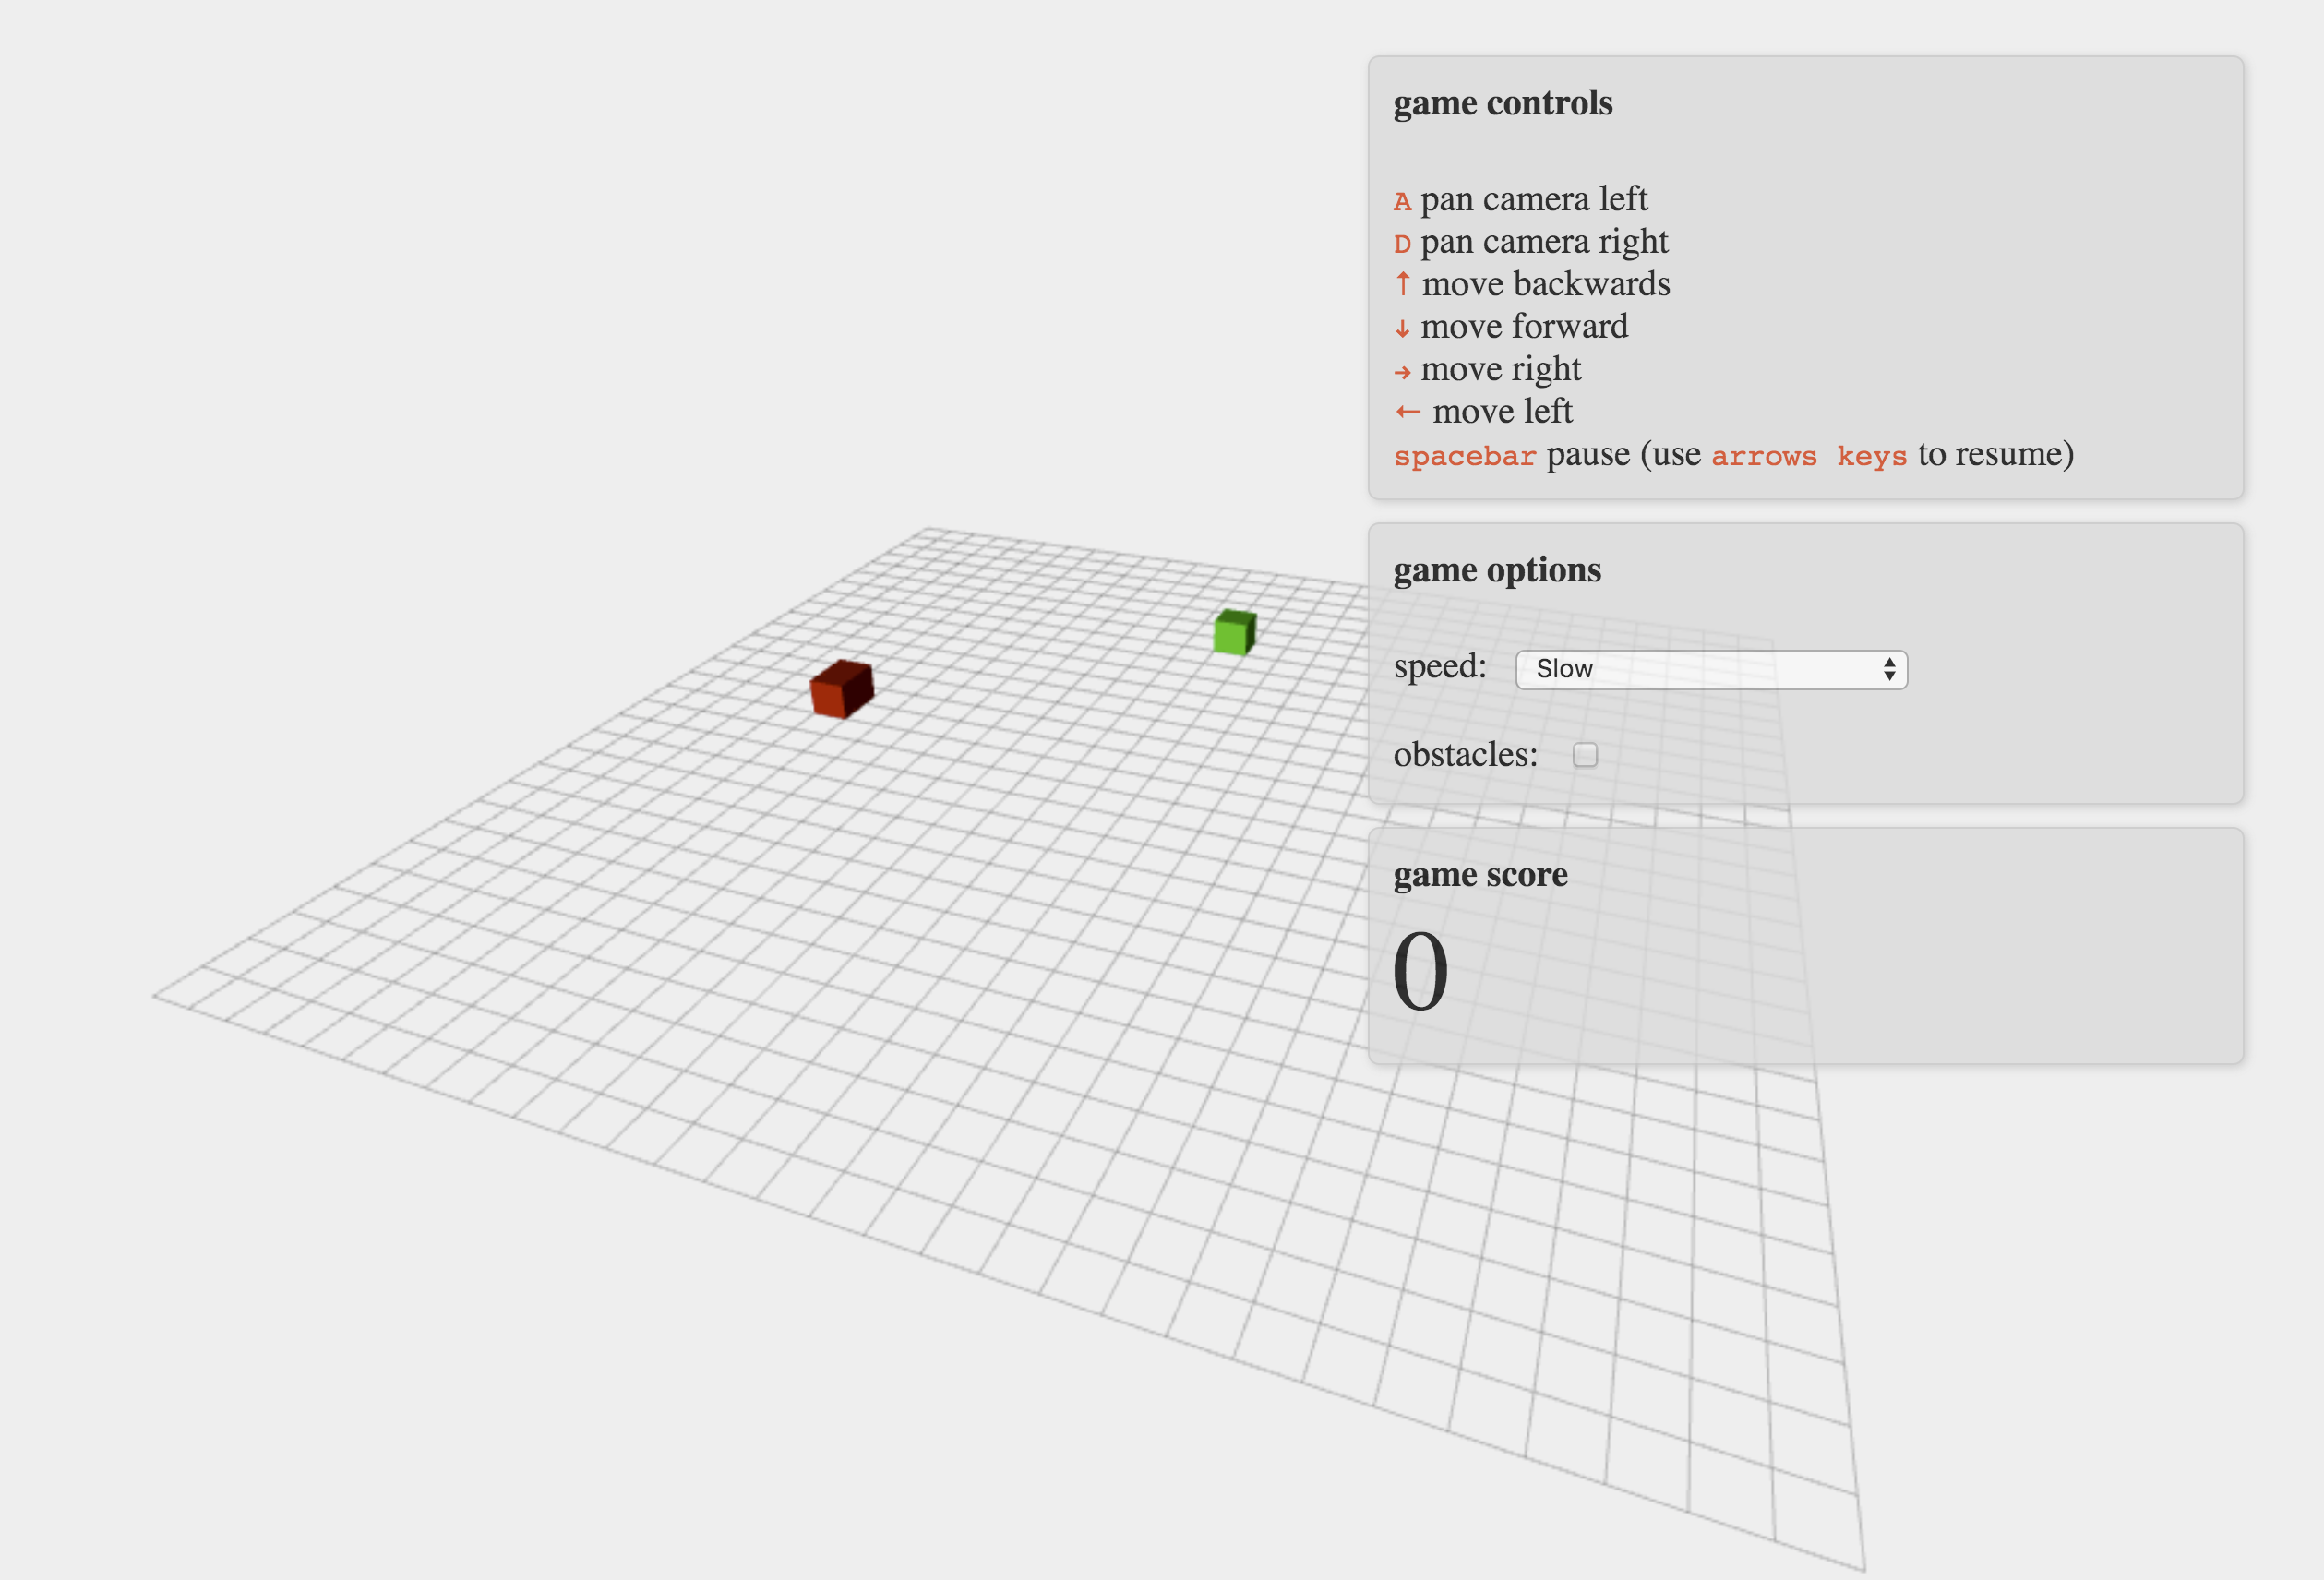 game controls
A pan camera left
D pan camera right
↑ move backwards
↓ move forward
→ move right
← move left
spacebar pause (use arrows keys to resume)
game options
speed: Slow
obstacles:
game score
0